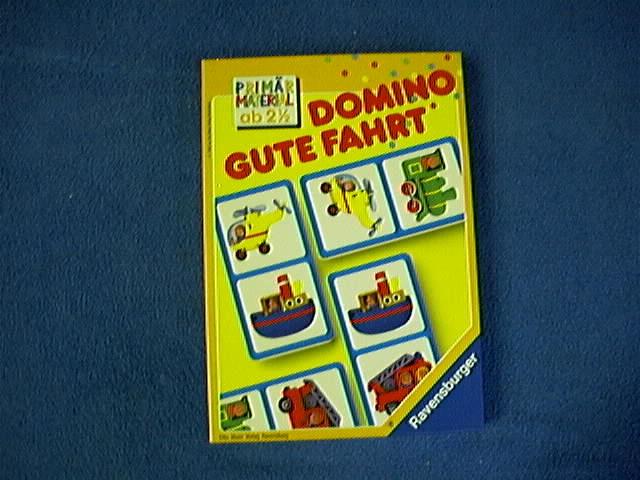 PRIMÄR
MATERIAL
ab 2½
DOMINO
GUTE FAHRT
Ravensburger